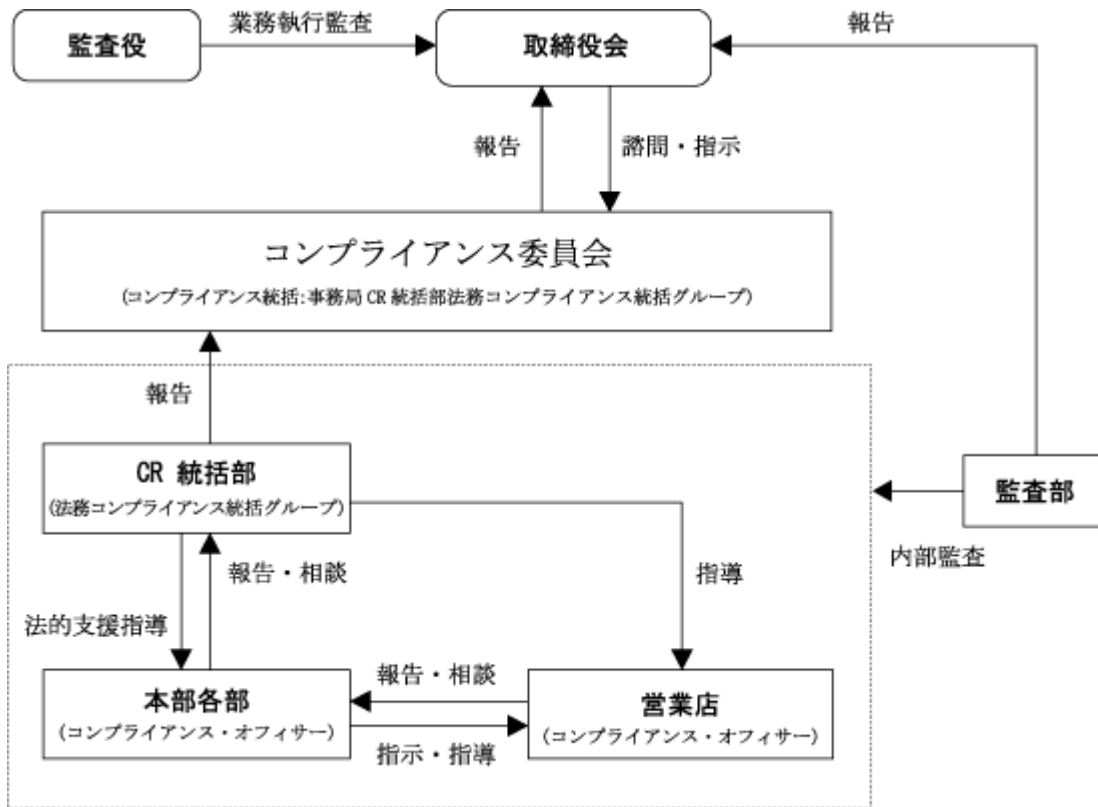 監査役
業務執行監査
取締役会
報告
報告
諮問・指示
コンプライアンス委員会
(コンプライアンス統括:事務局 CR 統括部法務コンプライアンス統括グループ)
報告
CR 統括部
(法務コンプライアンス統括グループ)
監査部
内部監査
報告・相談
指導
法的支援指導
本部各部
(コンプライアンス・オフィサー)
報告・相談
指示・指導
営業店
(コンプライアンス・オフィサー)